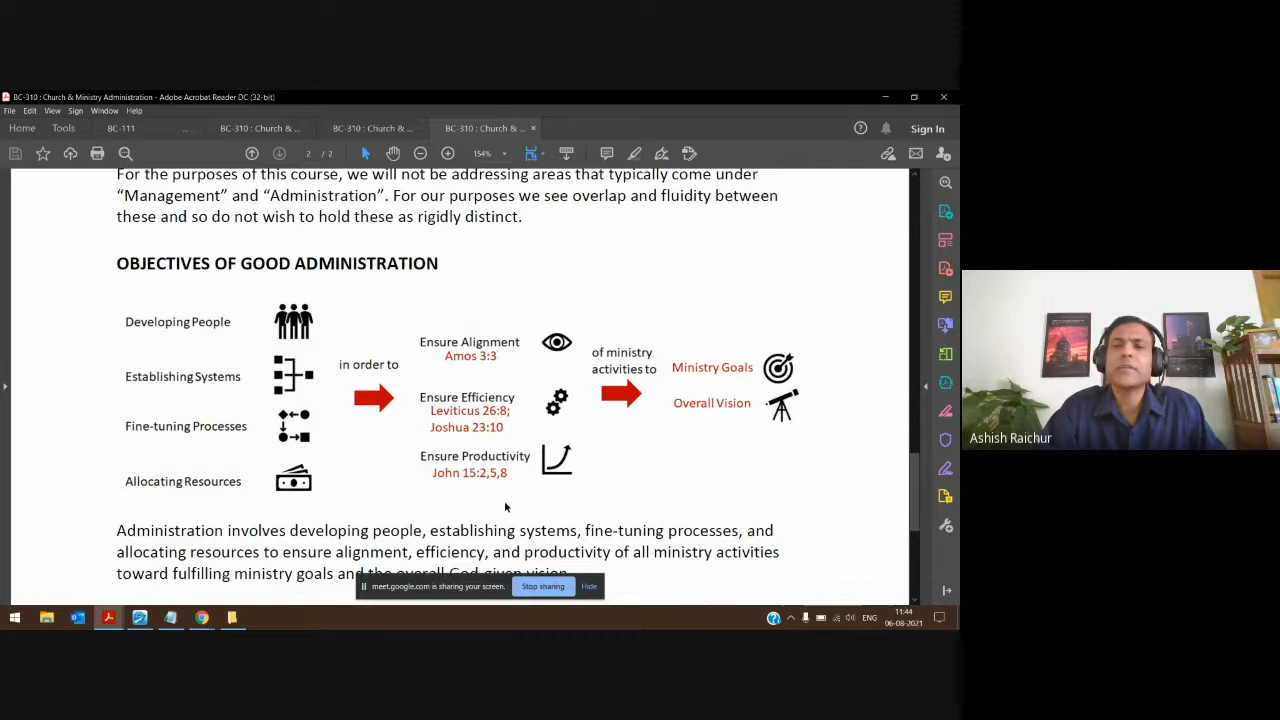 BC-310 : Church & Ministry Administration - Adobe Acrobat Reader DC (32-bit)
File Edit View Sign Window Help
Home Tools BC-111 ... BC-310 : Church & ... BC-310 : Church & ... BC-310 : Church & ... ×
Sign In
2 / 2
154%
For the purposes of this course, we will not be addressing areas that typically come under
“Management” and “Administration”. For our purposes we see overlap and fluidity between
these and so do not wish to hold these as rigidly distinct.
OBJECTIVES OF GOOD ADMINISTRATION
Developing People
Establishing Systems
Fine-tuning Processes
Allocating Resources
in order to
Ensure Alignment
Amos 3:3
Ensure Efficiency
Leviticus 26:8;
Joshua 23:10
Ensure Productivity
John 15:2,5,8
of ministry
activities to
Ministry Goals
Overall Vision
Administration involves developing people, establishing systems, fine-tuning processes, and
allocating resources to ensure alignment, efficiency, and productivity of all ministry activities
toward fulfilling ministry goals and the overall God-given vision.
meet.google.com is sharing your screen. Stop sharing Hide
ENG
11:44
06-08-2021
Ashish Raichur